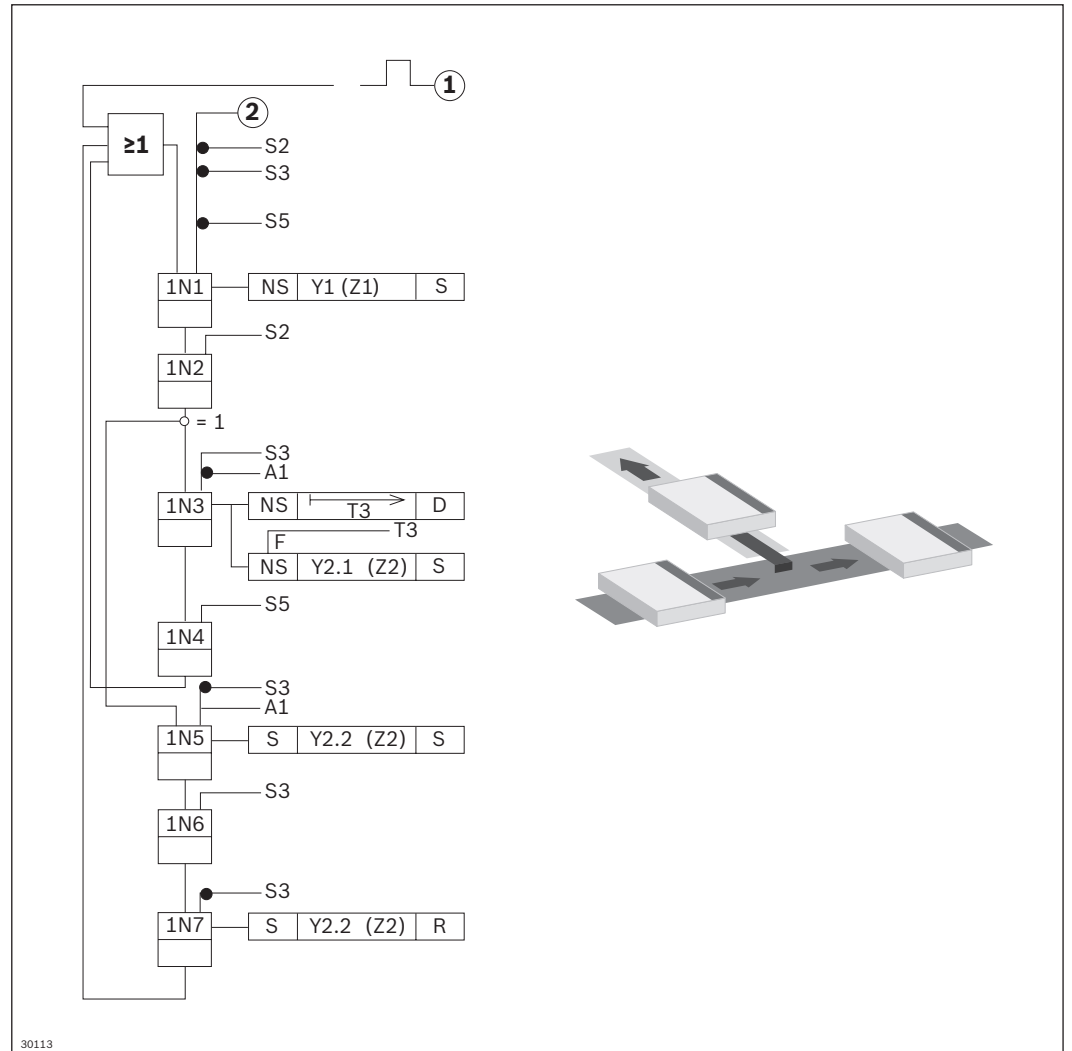 1
2
≥1
S2
S3
S5
1N1 NS Y1 (Z1) S
S2
1N2
= 1
S3
A1
1N3 NS T3 D
T3
F
NS Y2.1 (Z2) S
S5
1N4
S3
A1
1N5 S Y2.2 (Z2) S
S3
1N6
S3
1N7 S Y2.2 (Z2) R
30113